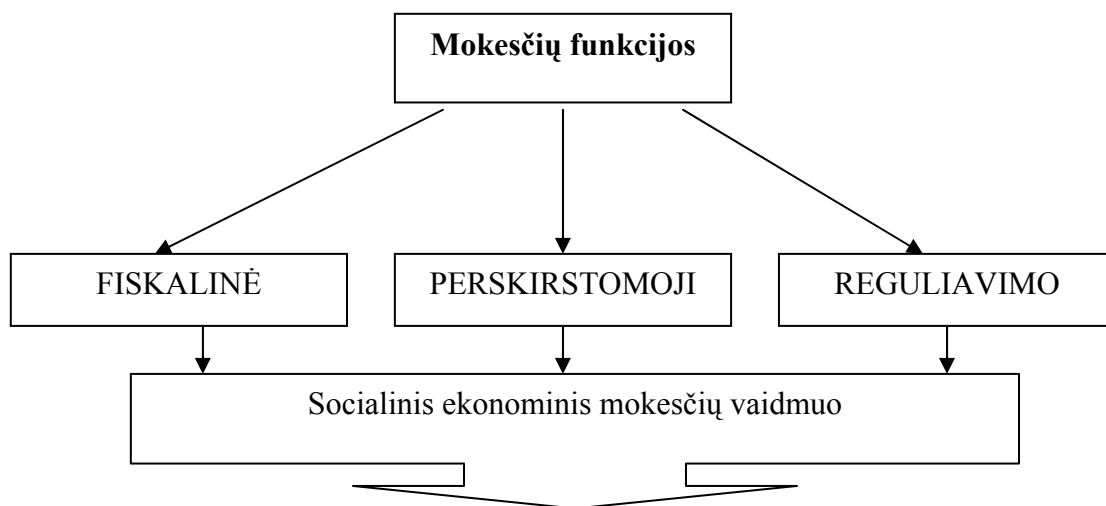 Mokesčių funkcijos
FISKALINĖ
PERSKIRSTOMOJI
REGULIAVIMO
Socialinis ekonominis mokesčių vaidmuo